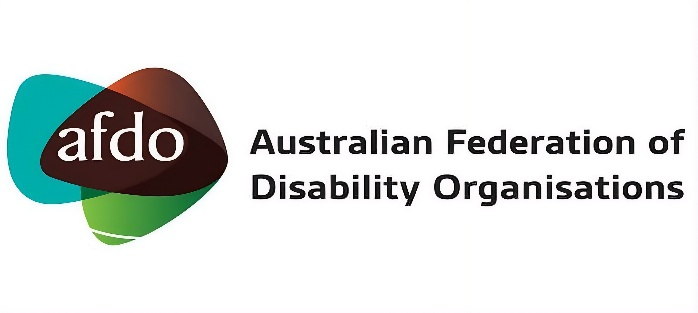 afdo
Australian Federation of
Disability Organisations